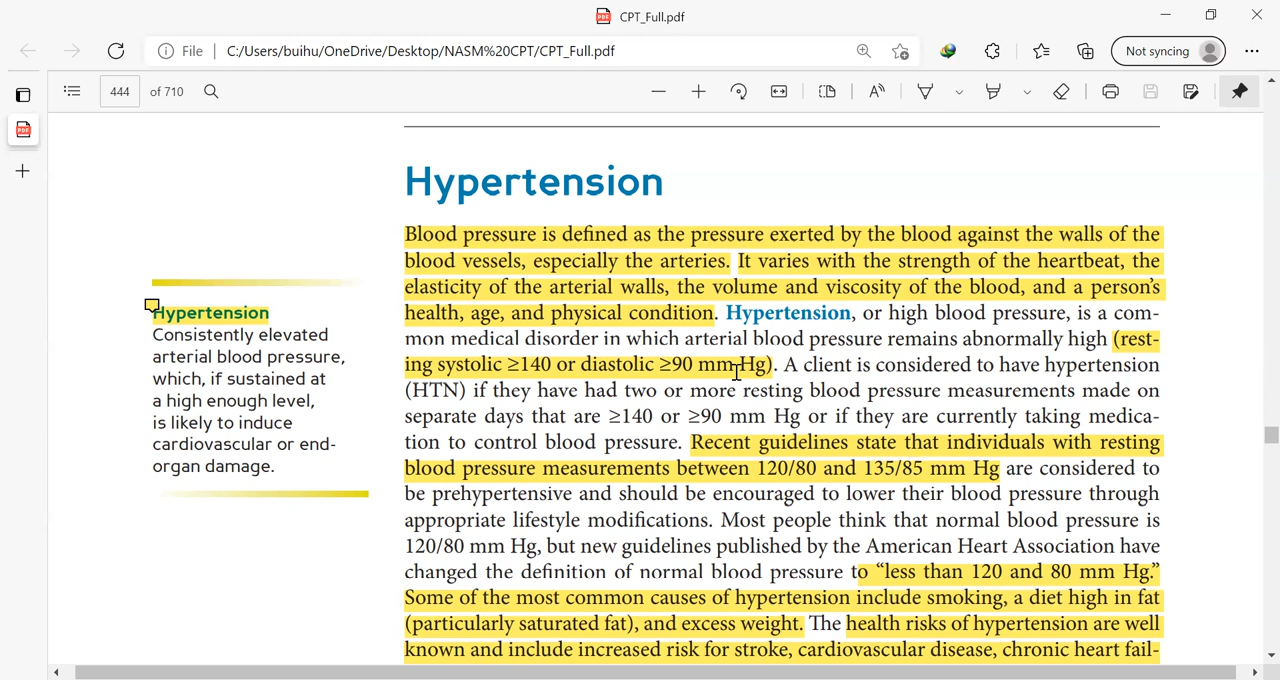 CPT_Full.pdf
File | C:/Users/buihu/OneDrive/Desktop/NASM%20CPT/CPT_Full.pdf
Not syncing
444 of 710
Hypertension
Blood pressure is defined as the pressure exerted by the blood against the walls of the
blood vessels, especially the arteries. It varies with the strength of the heartbeat, the
elasticity of the arterial walls, the volume and viscosity of the blood, and a person's
health, age, and physical condition. Hypertension, or high blood pressure, is a com-
mon medical disorder in which arterial blood pressure remains abnormally high (rest-
ing systolic ≥140 or diastolic ≥90 mm Hg). A client is considered to have hypertension
(HTN) if they have had two or more resting blood pressure measurements made on
separate days that are ≥140 or ≥90 mm Hg or if they are currently taking medica-
tion to control blood pressure. Recent guidelines state that individuals with resting
blood pressure measurements between 120/80 and 135/85 mm Hg are considered to
be prehypertensive and should be encouraged to lower their blood pressure through
appropriate lifestyle modifications. Most people think that normal blood pressure is
120/80 mm Hg, but new guidelines published by the American Heart Association have
changed the definition of normal blood pressure to “less than 120 and 80 mm Hg.”
Some of the most common causes of hypertension include smoking, a diet high in fat
(particularly saturated fat), and excess weight. The health risks of hypertension are well
known and include increased risk for stroke, cardiovascular disease, chronic heart fail-
Hypertension
Consistently elevated
arterial blood pressure,
which, if sustained at
a high enough level,
is likely to induce
cardiovascular or end-
organ damage.